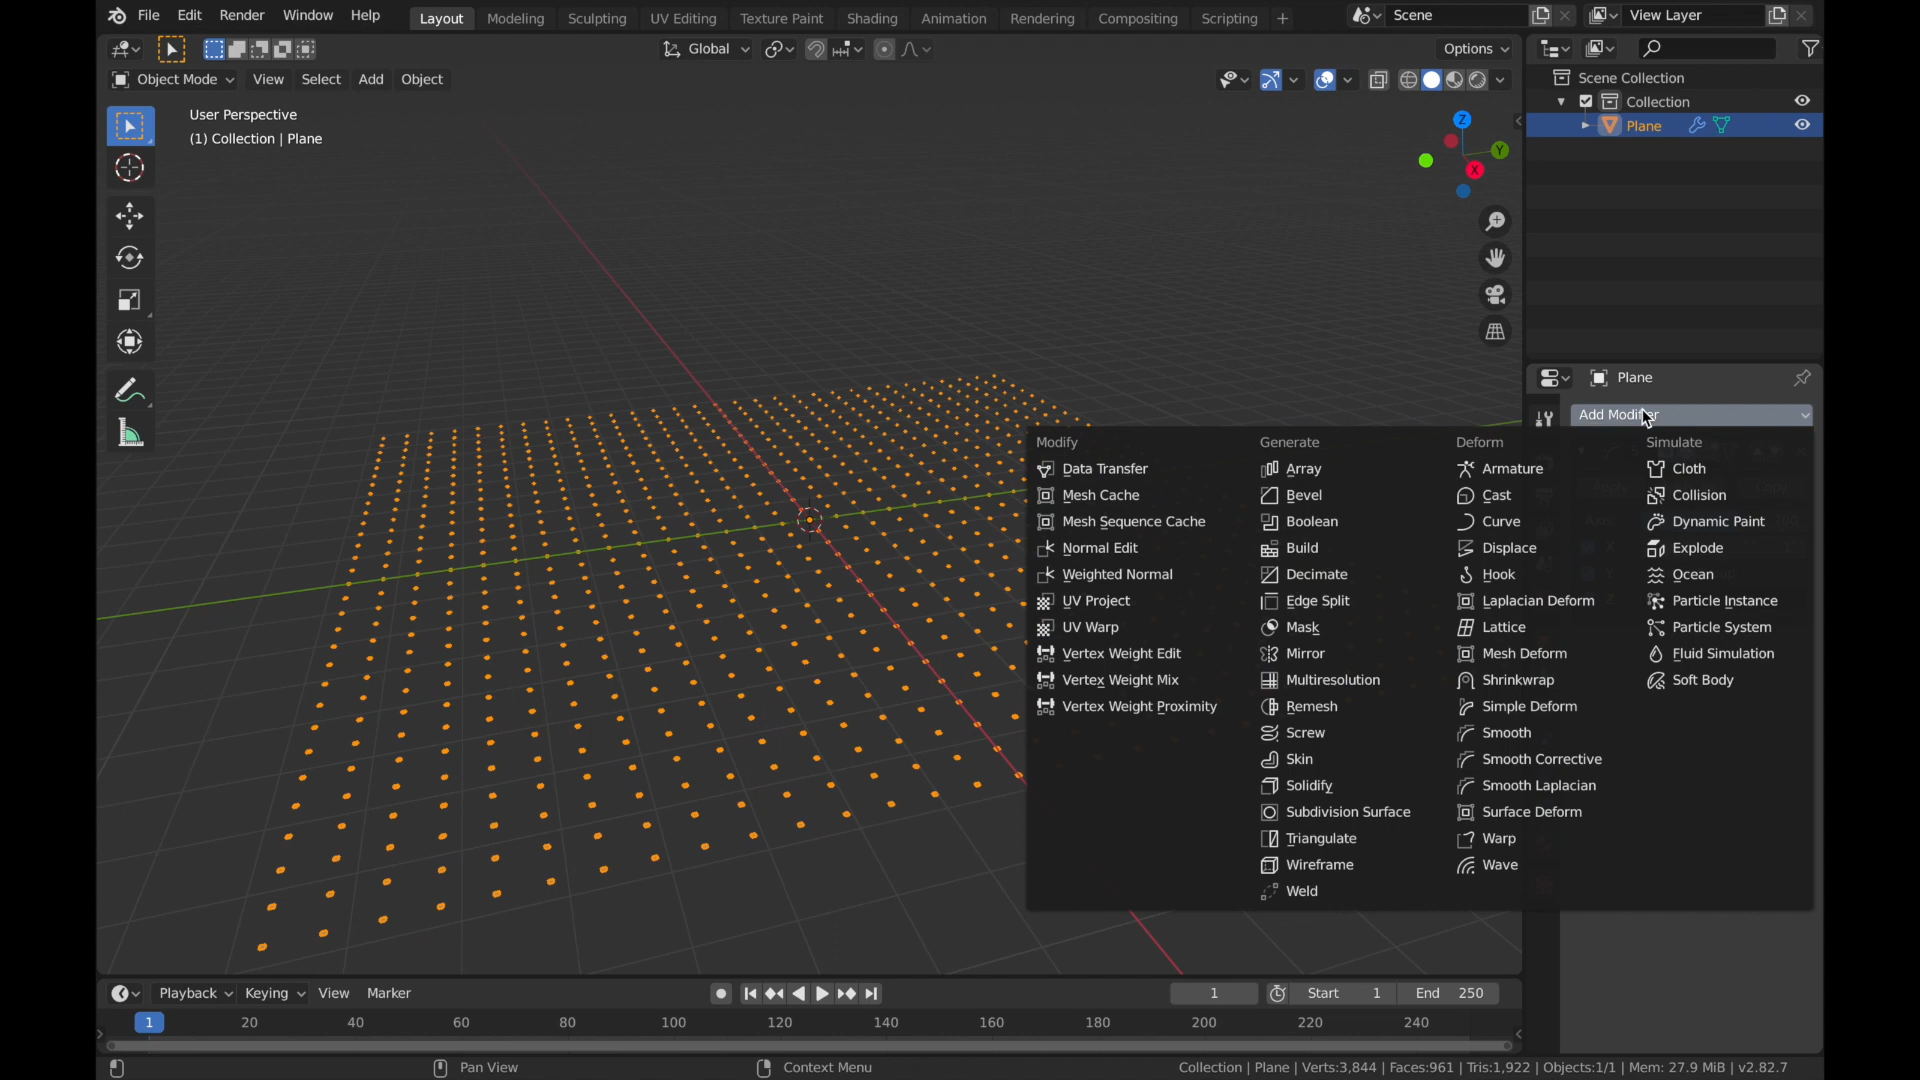 File Edit Render Window Help Layout Modeling Sculpting UV Editing Texture Paint Shading Animation Rendering Compositing Scripting + Scene View Layer
Global Options
Object Mode View Select Add Object
User Perspective
(1) Collection | Plane
Z
Y
X
Scene Collection
Collection
Plane
Plane
Add Modifier
Modify
Data Transfer
Mesh Cache
Mesh Sequence Cache
Normal Edit
Weighted Normal
UV Project
UV Warp
Vertex Weight Edit
Vertex Weight Mix
Vertex Weight Proximity
Generate
Array
Bevel
Boolean
Build
Decimate
Edge Split
Mask
Mirror
Multiresolution
Remesh
Screw
Skin
Solidify
Subdivision Surface
Triangulate
Wireframe
Weld
Deform
Armature
Cast
Curve
Displace
Hook
Laplacian Deform
Lattice
Mesh Deform
Shrinkwrap
Simple Deform
Smooth
Smooth Corrective
Smooth Laplacian
Surface Deform
Warp
Wave
Simulate
Cloth
Collision
Dynamic Paint
Explode
Ocean
Particle Instance
Particle System
Fluid Simulation
Soft Body
Playback Keying View Marker 1 Start 1 End 250
1 20 40 60 80 100 120 140 160 180 200 220 240
Pan View Context Menu Collection | Plane | Verts:3,844 | Faces:961 | Tris:1,922 | Objects:1/1 | Mem: 27.9 MiB | v2.82.7